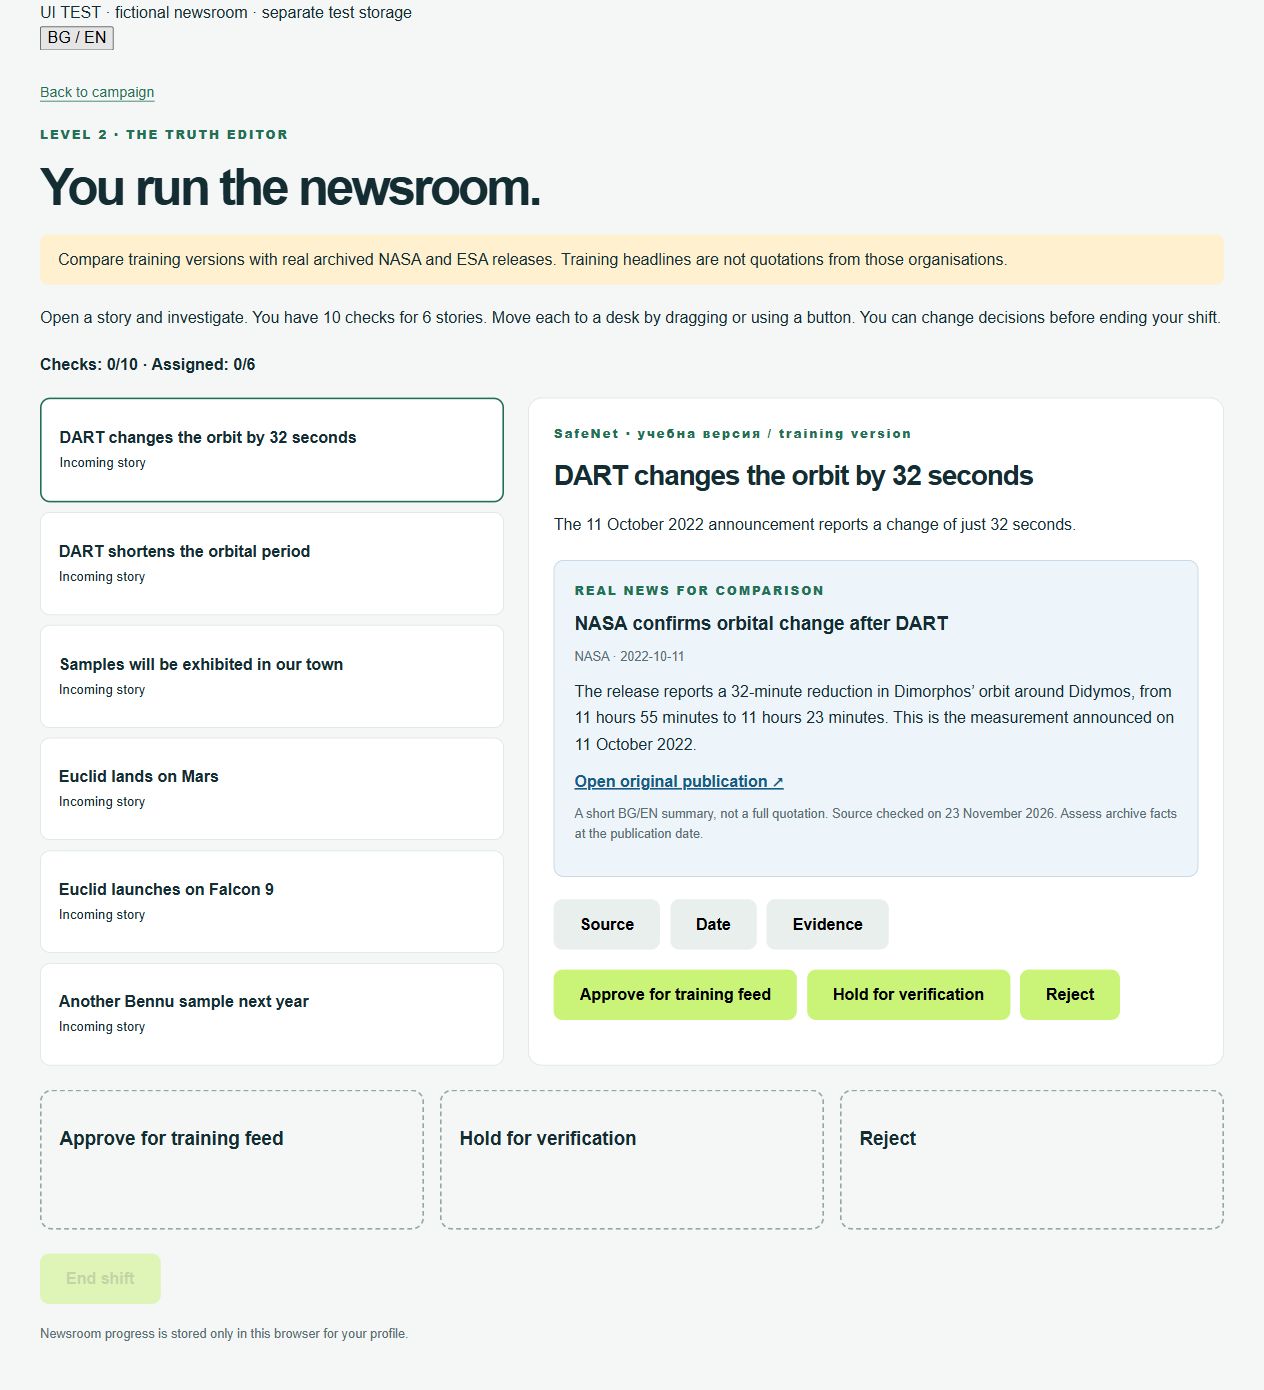 UI TEST · fictional newsroom · separate test storage
BG / EN
Back to campaign
LEVEL 2 · THE TRUTH EDITOR
You run the newsroom.
Compare training versions with real archived NASA and ESA releases. Training headlines are not quotations from those organisations.
Open a story and investigate. You have 10 checks for 6 stories. Move each to a desk by dragging or using a button. You can change decisions before ending your shift.
Checks: 0/10 · Assigned: 0/6
DART changes the orbit by 32 seconds
Incoming story
DART shortens the orbital period
Incoming story
Samples will be exhibited in our town
Incoming story
Euclid lands on Mars
Incoming story
Euclid launches on Falcon 9
Incoming story
Another Bennu sample next year
Incoming story
SafeNet · учебна версия / training version
DART changes the orbit by 32 seconds
The 11 October 2022 announcement reports a change of just 32 seconds.
REAL NEWS FOR COMPARISON
NASA confirms orbital change after DART
NASA · 2022-10-11
The release reports a 32-minute reduction in Dimorphos’ orbit around Didymos, from
11 hours 55 minutes to 11 hours 23 minutes. This is the measurement announced on
11 October 2022.
Open original publication ↗
A short BG/EN summary, not a full quotation. Source checked on 23 November 2026. Assess archive facts
at the publication date.
Source Date Evidence
Approve for training feed Hold for verification Reject
Approve for training feed
Hold for verification
Reject
End shift
Newsroom progress is stored only in this browser for your profile.